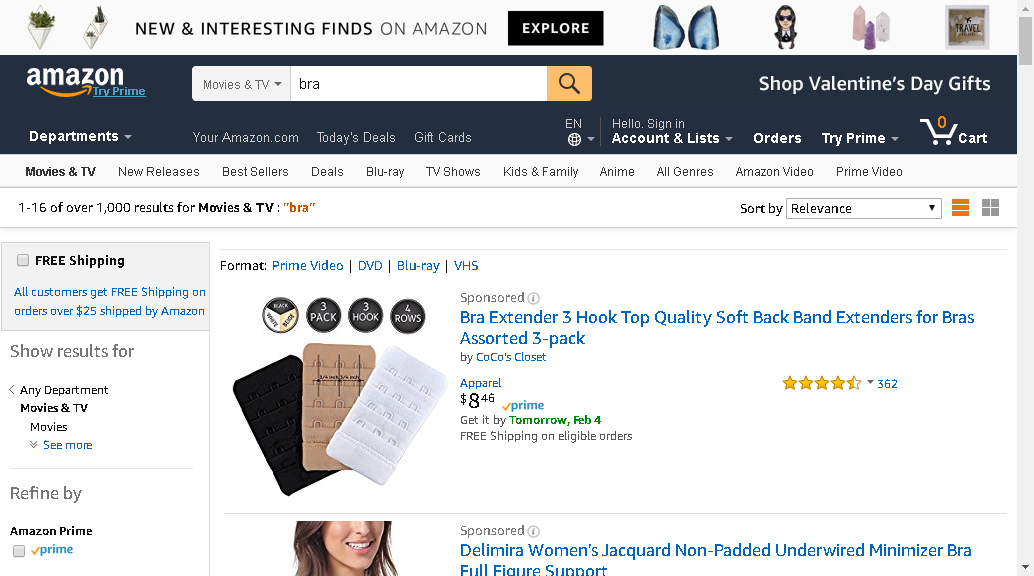 NEW & INTERESTING FINDS ON AMAZON EXPLORE
TRAVEL
amazon
Try Prime
Movies & TV bra
Shop Valentine's Day Gifts
Departments
Your Amazon.com Today's Deals Gift Cards
EN
Hello. Sign in
Account & Lists Orders Try Prime 0 Cart
Movies & TV New Releases Best Sellers Deals Blu-ray TV Shows Kids & Family Anime All Genres Amazon Video Prime Video
1-16 of over 1,000 results for Movies & TV : "bra"
Sort by Relevance
FREE Shipping
All customers get FREE Shipping on
orders over $25 shipped by Amazon
Show results for
Any Department
Movies & TV
Movies
See more
Refine by
Amazon Prime
prime
Format: Prime Video | DVD | Blu-ray | VHS
BLACK WHITE BEIGE
3 PACK
3 HOOK
4 ROWS
3/4 inch 3/4 inch
Sponsored
Bra Extender 3 Hook Top Quality Soft Back Band Extenders for Bras
Assorted 3-pack
by CoCo's Closet
Apparel
$8 46 prime
362
Get it by Tomorrow, Feb 4
FREE Shipping on eligible orders
Sponsored
Delimira Women's Jacquard Non-Padded Underwired Minimizer Bra
Full Figure Support